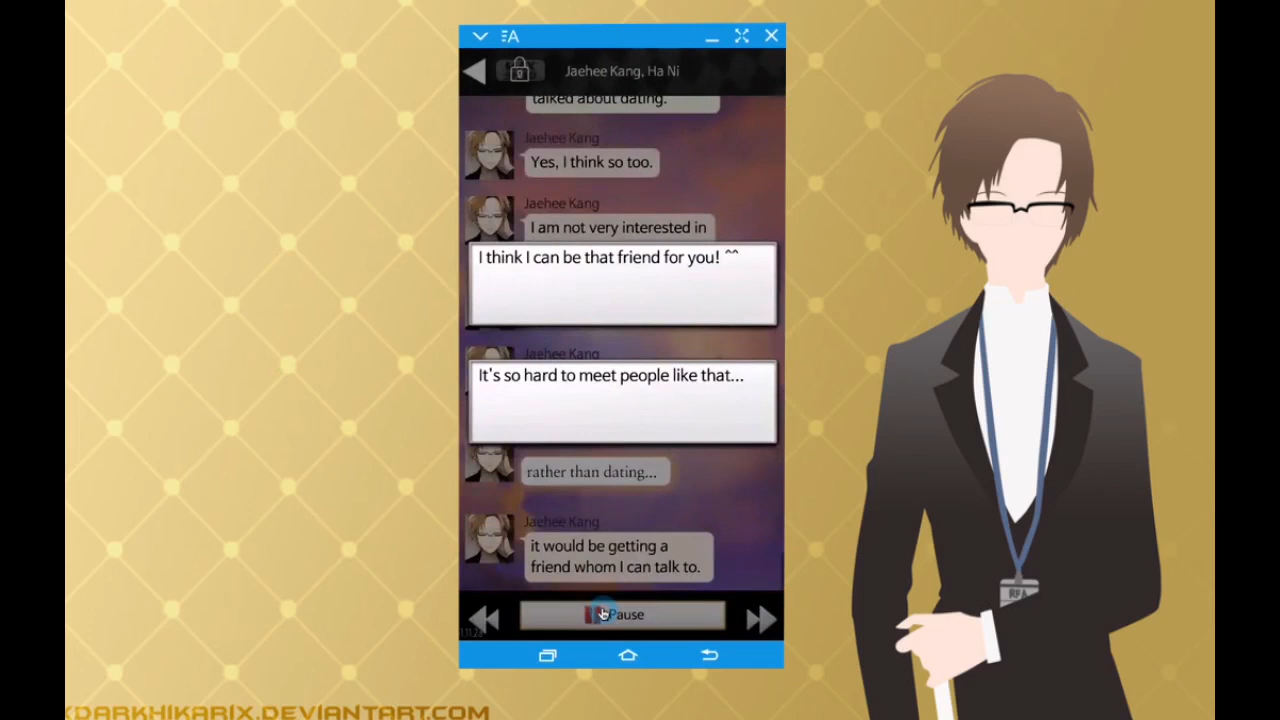 A
Jaehee Kang, Ha Ni
talked about dating.
Jaehee Kang
Yes, I think so too.
Jaehee Kang
I am not very interested in
I think I can be that friend for you! ^^
Jaehee Kang
It's so hard to meet people like that...
rather than dating...
Jaehee Kang
it would be getting a
friend whom I can talk to.
Pause
RFA
XDARKHIKARIX.DEVIANTART.COM